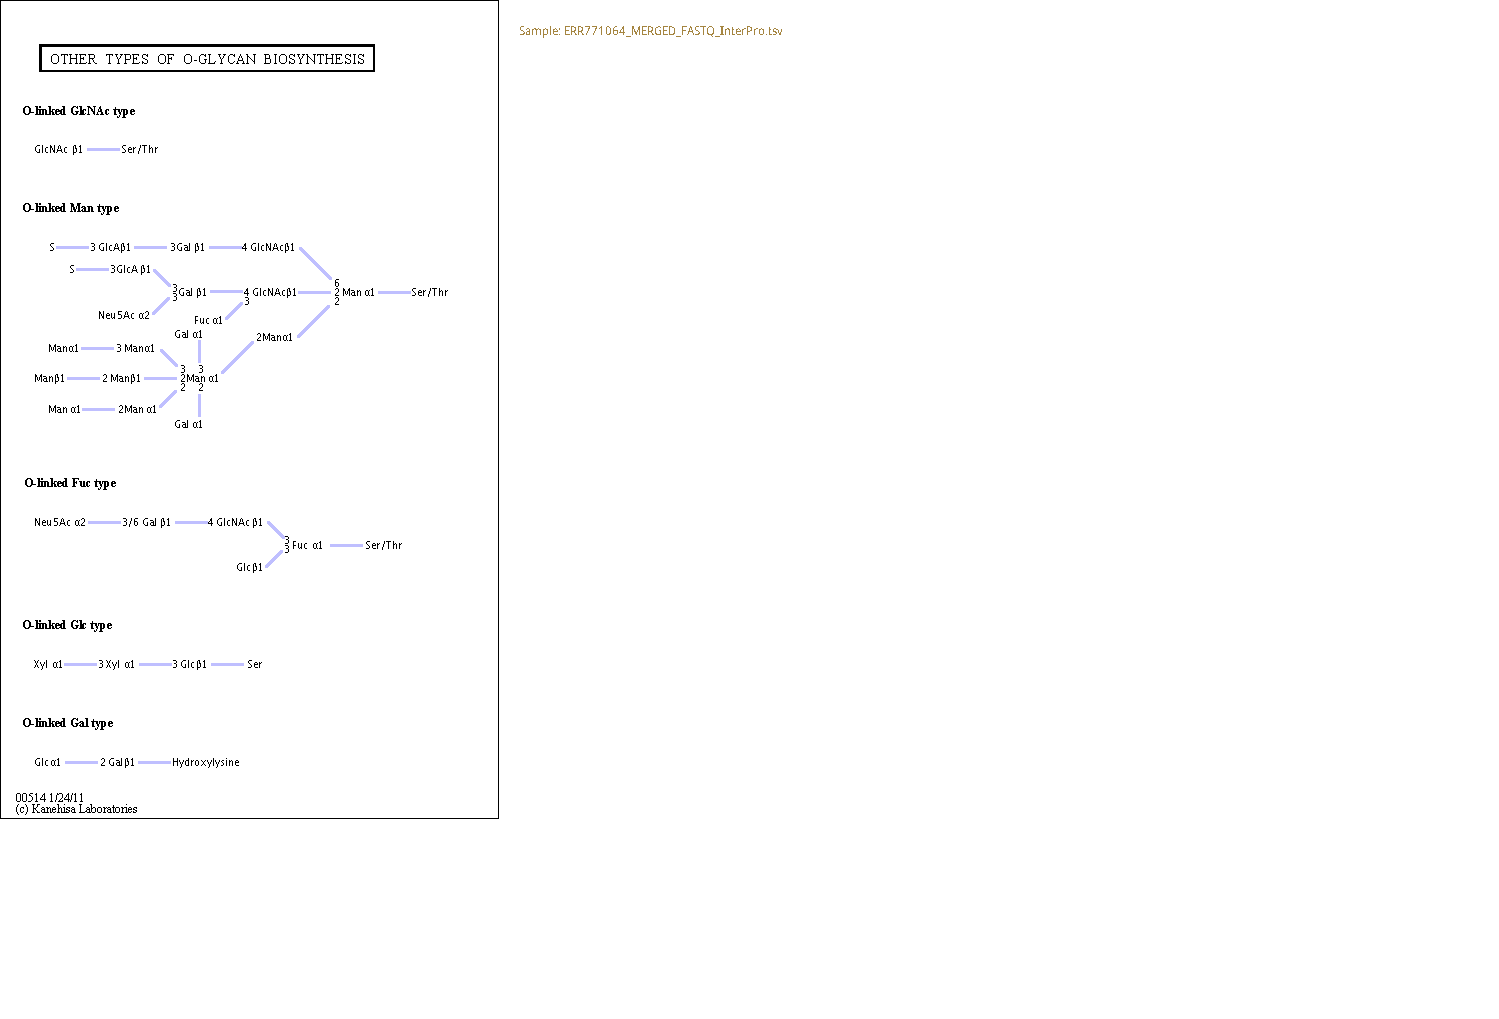 OTHER TYPES OF O-GLYCAN BIOSYNTHESIS
Sample: ERR771064_MERGED_FASTQ_InterPro.tsv
O-linked GlcNAc type
GlcNAc β1 Ser/Thr
O-linked Man type
S 3 GlcAβ1 3Gal β1 4 GlcNAcβ1
S 3GlcA β1
6
3
3 Gal β1 4 GlcNAcβ1 2 Man α1 Ser/Thr
3 2
Neu5Ac α2 Fuc α1
Gal α1
2Manα1
Manα1 3 Manα1
3 3
Manβ1 2 Manβ1 2Man α1
2 2
Man α1 2Man α1
Gal α1
O-linked Fuc type
Neu5Ac α2 3/6 Gal β1 4 GlcNAc β1
3
3 Fuc α1 Ser/Thr
Glcβ1
O-linked Glc type
Xyl α1 3 Xyl α1 3 Glcβ1 Ser
O-linked Gal type
Glcα1 2 Galβ1 Hydroxylysine
00514 1/24/11
(c) Kanehisa Laboratories